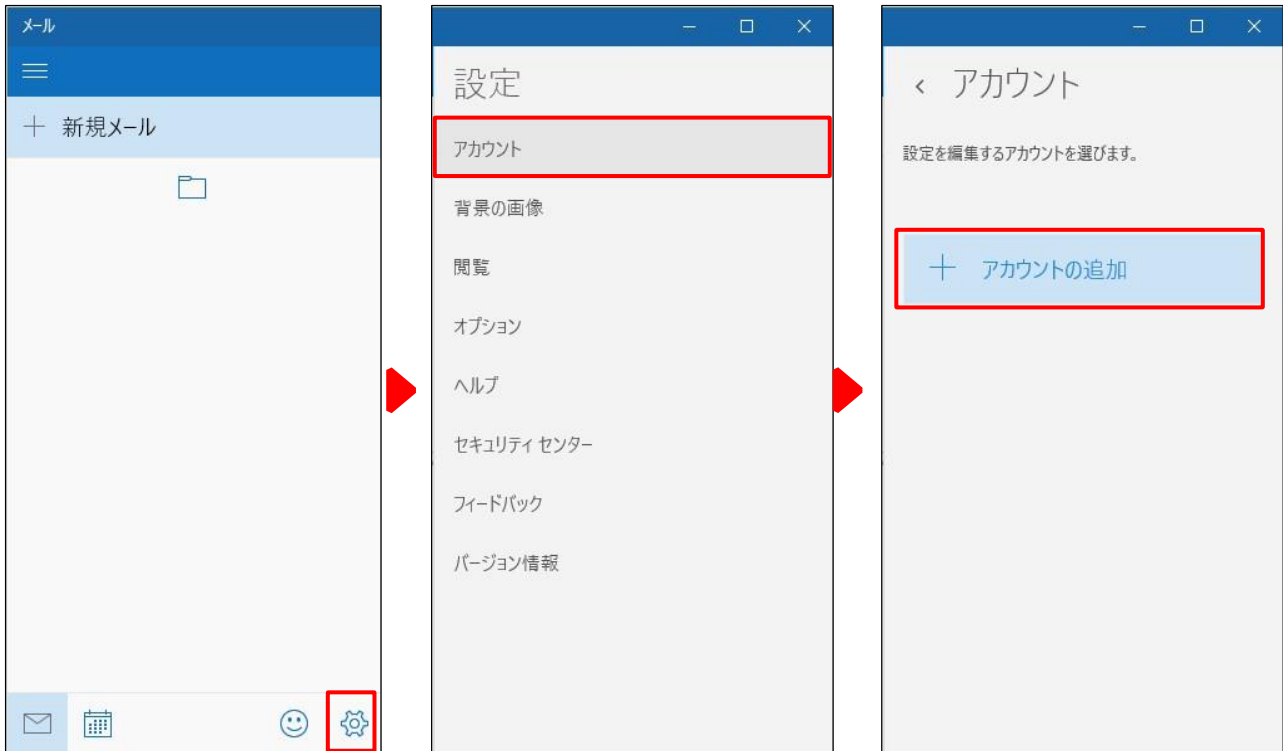 メール
新規メール
設定
アカウント
背景の画像
閲覧
オプション
ヘルプ
セキュリティ センター
フィードバック
バージョン情報
アカウント
設定を編集するアカウントを選びます。
アカウントの追加